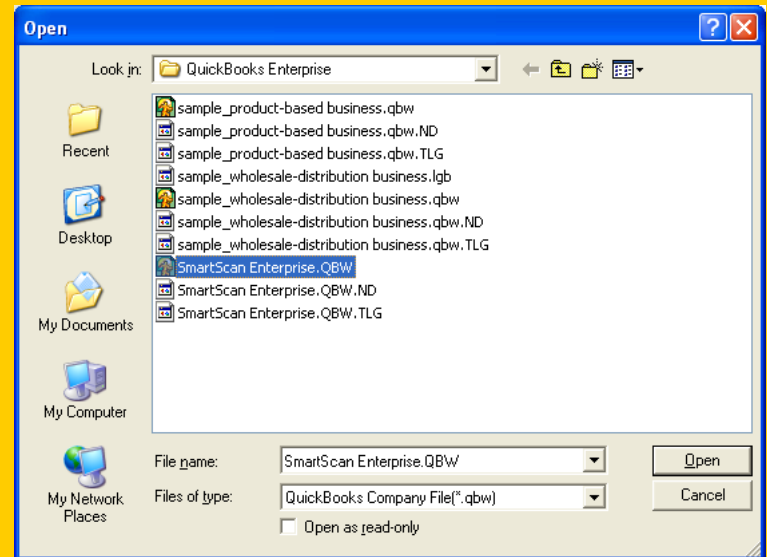 Open
Look in: QuickBooks Enterprise
Recent
Desktop
My Documents
My Computer
My Network
Places
sample_product-based business.qbw
sample_product-based business.qbw.ND
sample_product-based business.qbw.TLG
sample_wholesale-distribution business.lgb
sample_wholesale-distribution business.qbw
sample_wholesale-distribution business.qbw.ND
sample_wholesale-distribution business.qbw.TLG
SmartScan Enterprise.QBW
SmartScan Enterprise.QBW.ND
SmartScan Enterprise.QBW.TLG
File name: SmartScan Enterprise.QBW Open
Files of type: QuickBooks Company File(*.qbw) Cancel
Open as read-only